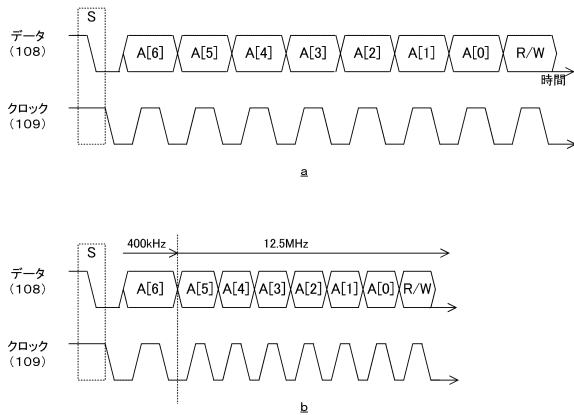 S
データ
(108)
A[6] A[5] A[4] A[3] A[2] A[1] A[0] R/W
時間
クロック
(109)
a
400kHz 12.5MHz
S
データ
(108)
A[6] A[5] A[4] A[3] A[2] A[1] A[0] R/W
クロック
(109)
b